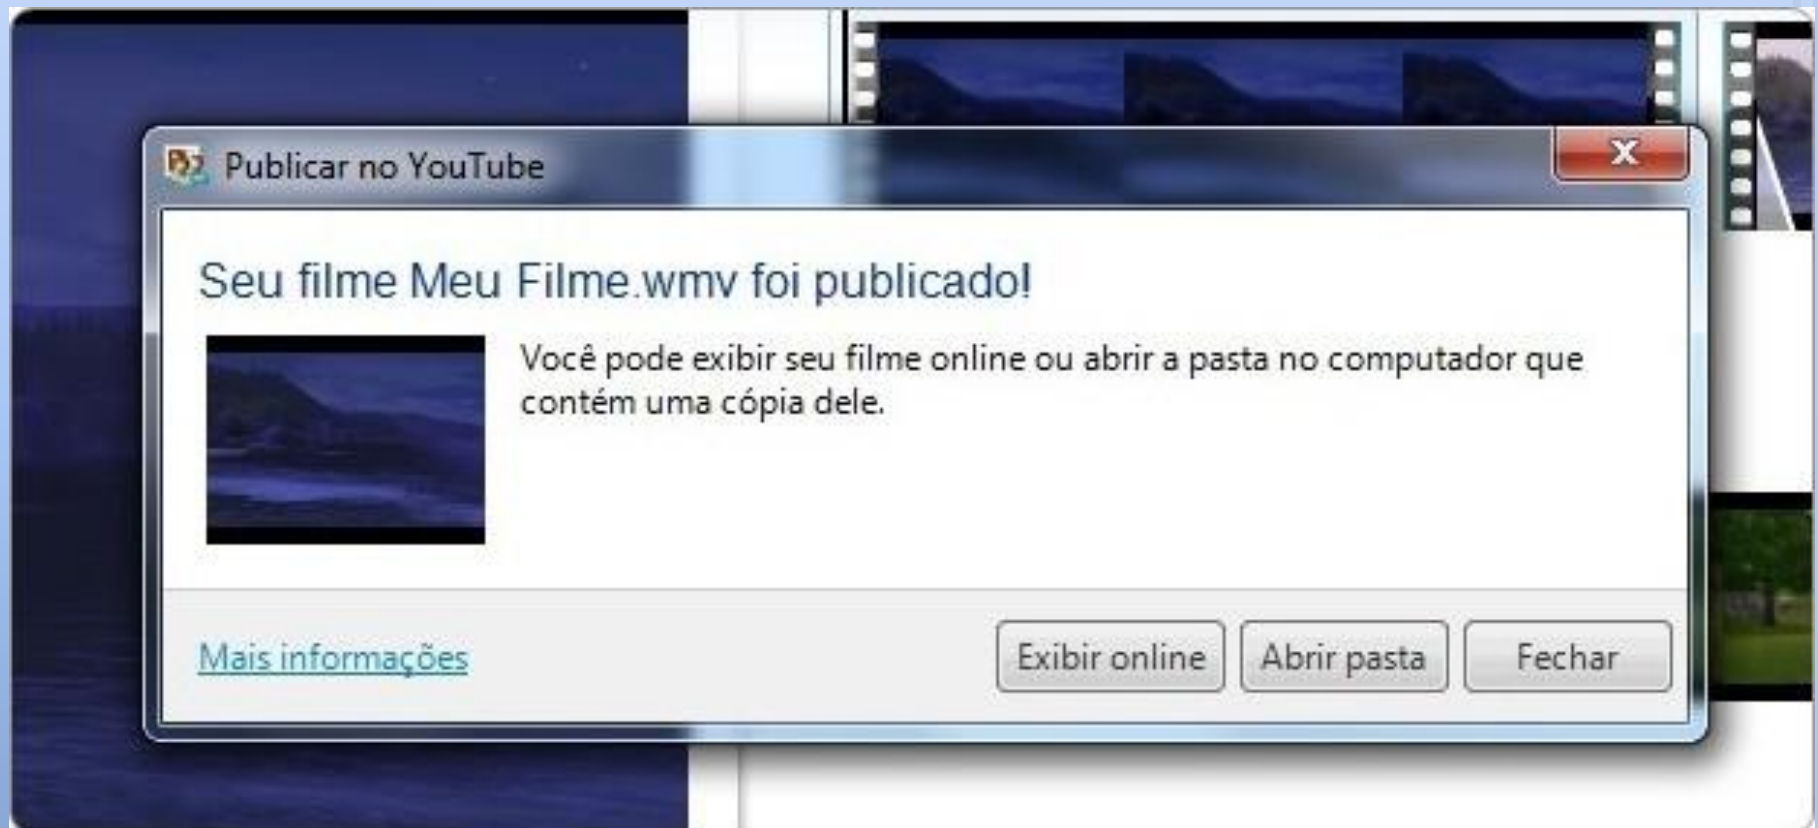 Publicar no YouTube
Seu filme Meu Filme.wmv foi publicado!
Você pode exibir seu filme online ou abrir a pasta no computador que
contém uma cópia dele.
Mais informações
Exibir online
Abrir pasta
Fechar